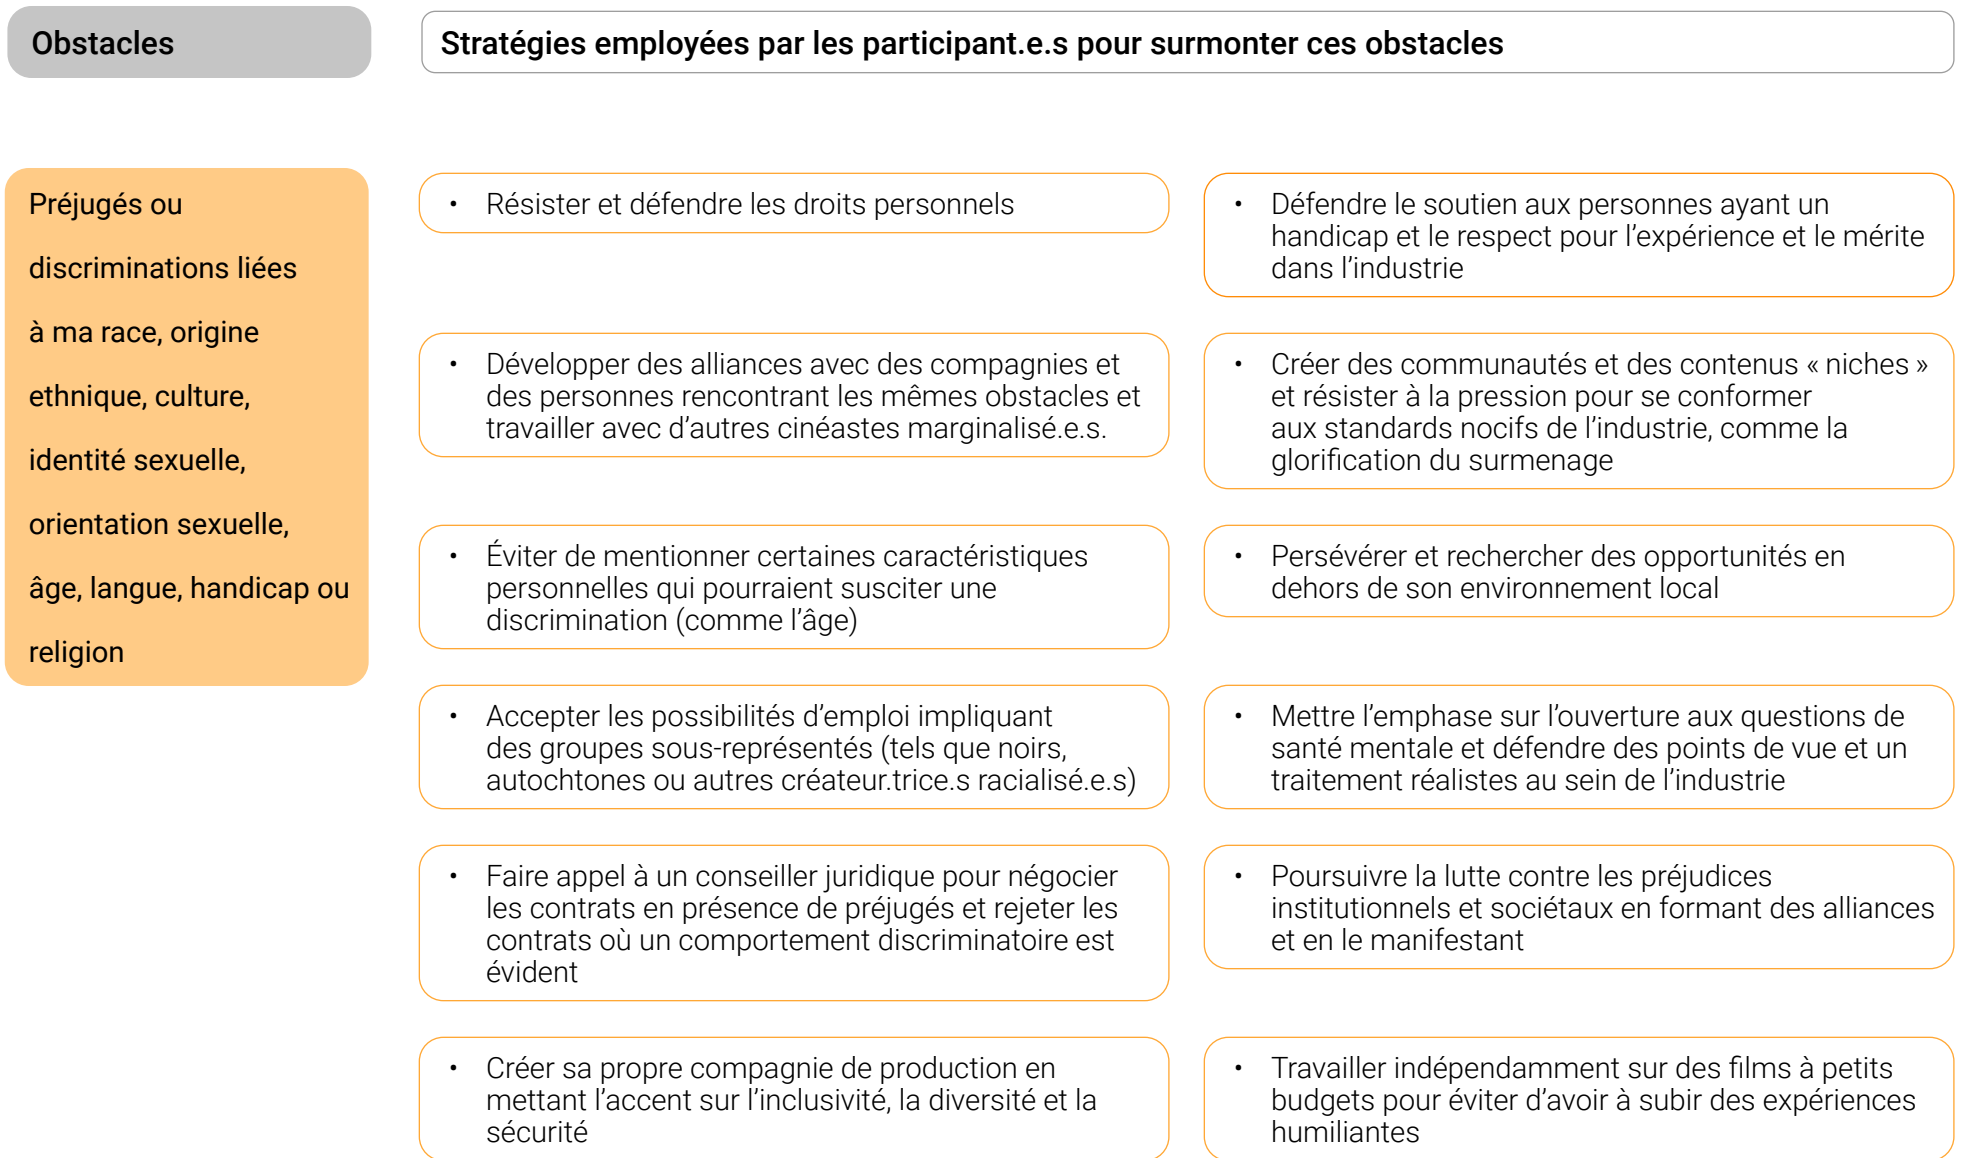 Obstacles
Stratégies employées par les participant.e.s pour surmonter ces obstacles
Préjugés ou
discriminations liées
à ma race, origine
ethnique, culture,
identité sexuelle,
orientation sexuelle,
âge, langue, handicap ou
religion
• Résister et défendre les droits personnels
• Défendre le soutien aux personnes ayant un
handicap et le respect pour l’expérience et le mérite
dans l’industrie
• Développer des alliances avec des compagnies et
des personnes rencontrant les mêmes obstacles et
travailler avec d’autres cinéastes marginalisé.e.s.
• Créer des communautés et des contenus « niches »
et résister à la pression pour se conformer
aux standards nocifs de l’industrie, comme la
glorification du surmenage
• Éviter de mentionner certaines caractéristiques
personnelles qui pourraient susciter une
discrimination (comme l’âge)
• Persévérer et rechercher des opportunités en
dehors de son environnement local
• Accepter les possibilités d’emploi impliquant
des groupes sous-représentés (tels que noirs,
autochtones ou autres créateur.trice.s racialisé.e.s)
• Mettre l’emphase sur l’ouverture aux questions de
santé mentale et défendre des points de vue et un
traitement réalistes au sein de l’industrie
• Faire appel à un conseiller juridique pour négocier
les contrats en présence de préjugés et rejeter les
contrats où un comportement discriminatoire est
évident
• Poursuivre la lutte contre les préjudices
institutionnels et sociétaux en formant des alliances
et en le manifestant
• Créer sa propre compagnie de production en
mettant l’accent sur l’inclusivité, la diversité et la
sécurité
• Travailler indépendamment sur des films à petits
budgets pour éviter d’avoir à subir des expériences
humiliantes